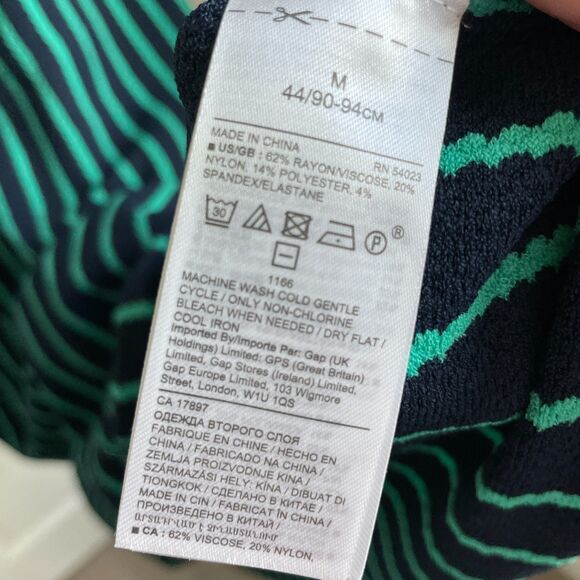 M
44/90-94CM
MADE IN CHINA RN 54023
■ US/GB : 62% RAYON/VISCOSE, 20%
NYLON, 14% POLYESTER, 4%
SPANDEX/ELASTANE
30 P ®
1166
MACHINE WASH COLD GENTLE
CYCLE / ONLY NON-CHLORINE
BLEACH WHEN NEEDED / DRY FLAT /
COOL IRON
Imported By/Importe Par: Gap (UK
Holdings) Limited: GPS (Great Britain)
Limited, Gap Stores (Ireland) Limited.
Gap Europe Limited, 103 Wigmore
Street, London, W1U 1QS
CA 17897
ОДЕЖДА ВТОРОГО СЛОЯ
FABRIQUE EN CHINE / HECHO EN
CHINA / FABRICADO NA CHINA /
ZEMLJA PROIZVODNJE KINA /
SZÁRMAZÁSI HELY: KÍNA / DIBUAT DI
TIONGKOK / СДЕЛАНО В КИТАЕ /
MADE IN CIN / FABRICAT ÎN CHINA /
ПРОИЗВЕДЕНО В КИТАЙ /
■ CA : 62% VISCOSE, 20% NYLON,